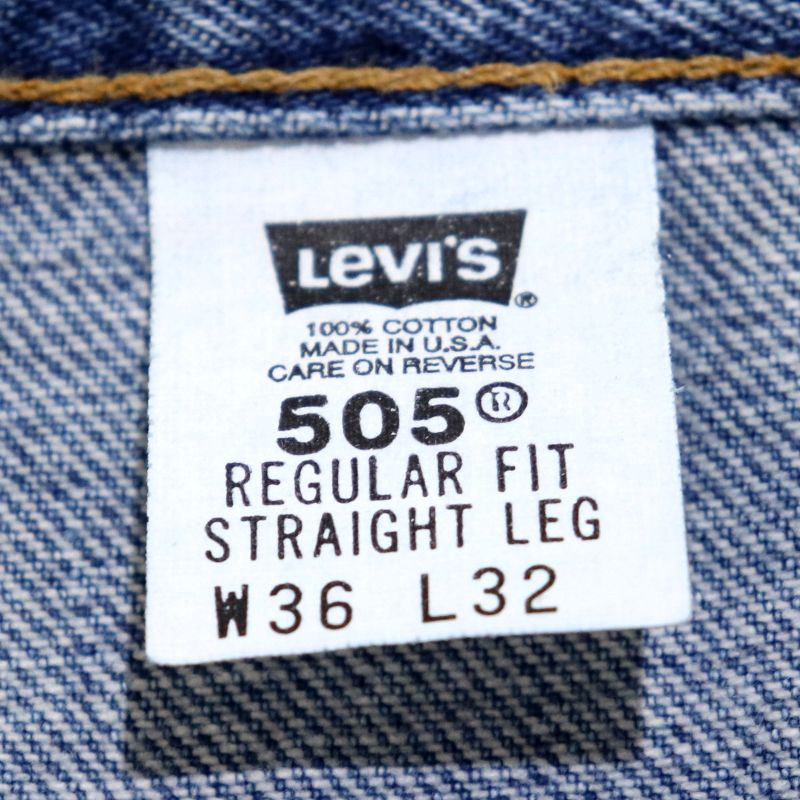 LEVI'S®
100% COTTON
MADE IN U.S.A.
CARE ON REVERSE
505®
REGULAR FIT
STRAIGHT LEG
W36 L32